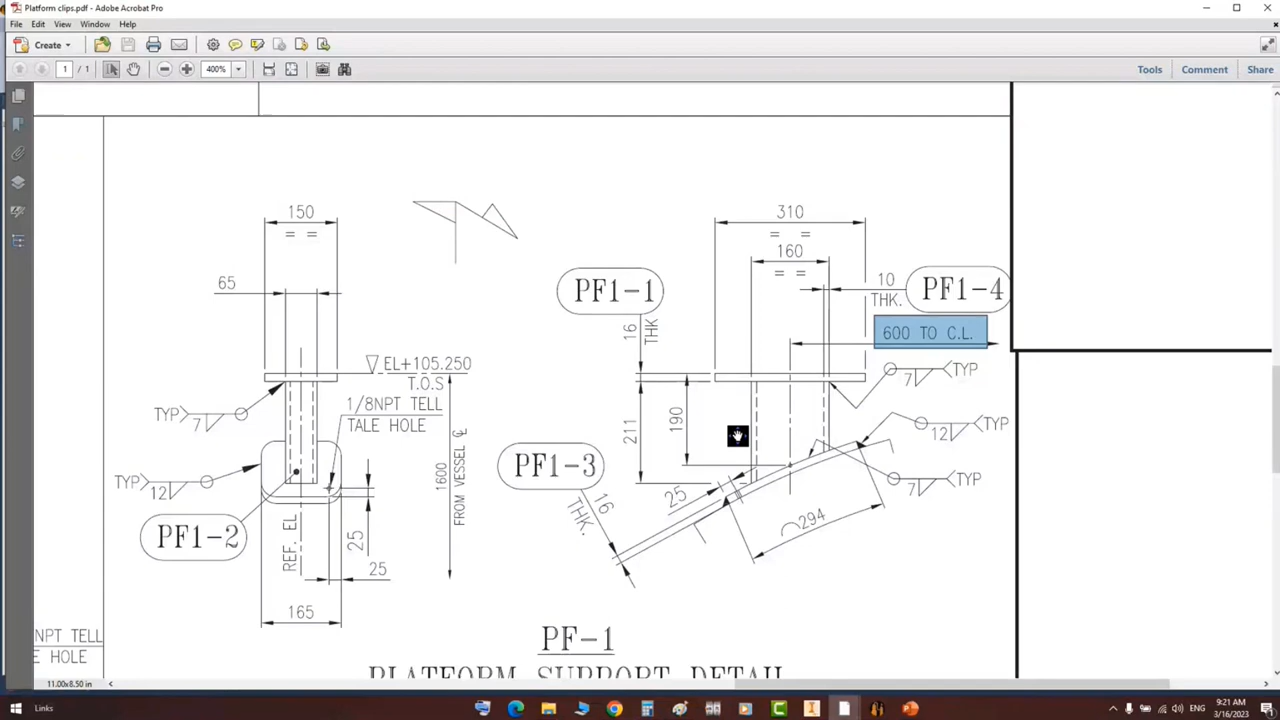 Platform clips.pdf - Adobe Acrobat Pro
File Edit View Window Help
Create
1 / 1
400%
Tools Comment Share
150
= =
65
TYP
7
TYP
12
PF1-2
EL+105.250
T.O.S
1/8NPT TELL
TALE HOLE
1600
FROM VESSEL ℄
REF. EL
25
25
165
310
= =
160
= =
PF1-1
16
THK
10
THK.
PF1-4
600 TO C.L.
7
TYP
12
TYP
7
TYP
211
190
PF1-3
16
THK.
25
294
NPT TELL
E HOLE
PF-1
PLATFORM SUPPORT DETAIL
11.00x8.50 in
Links
ENG
9:21 AM
3/16/2023